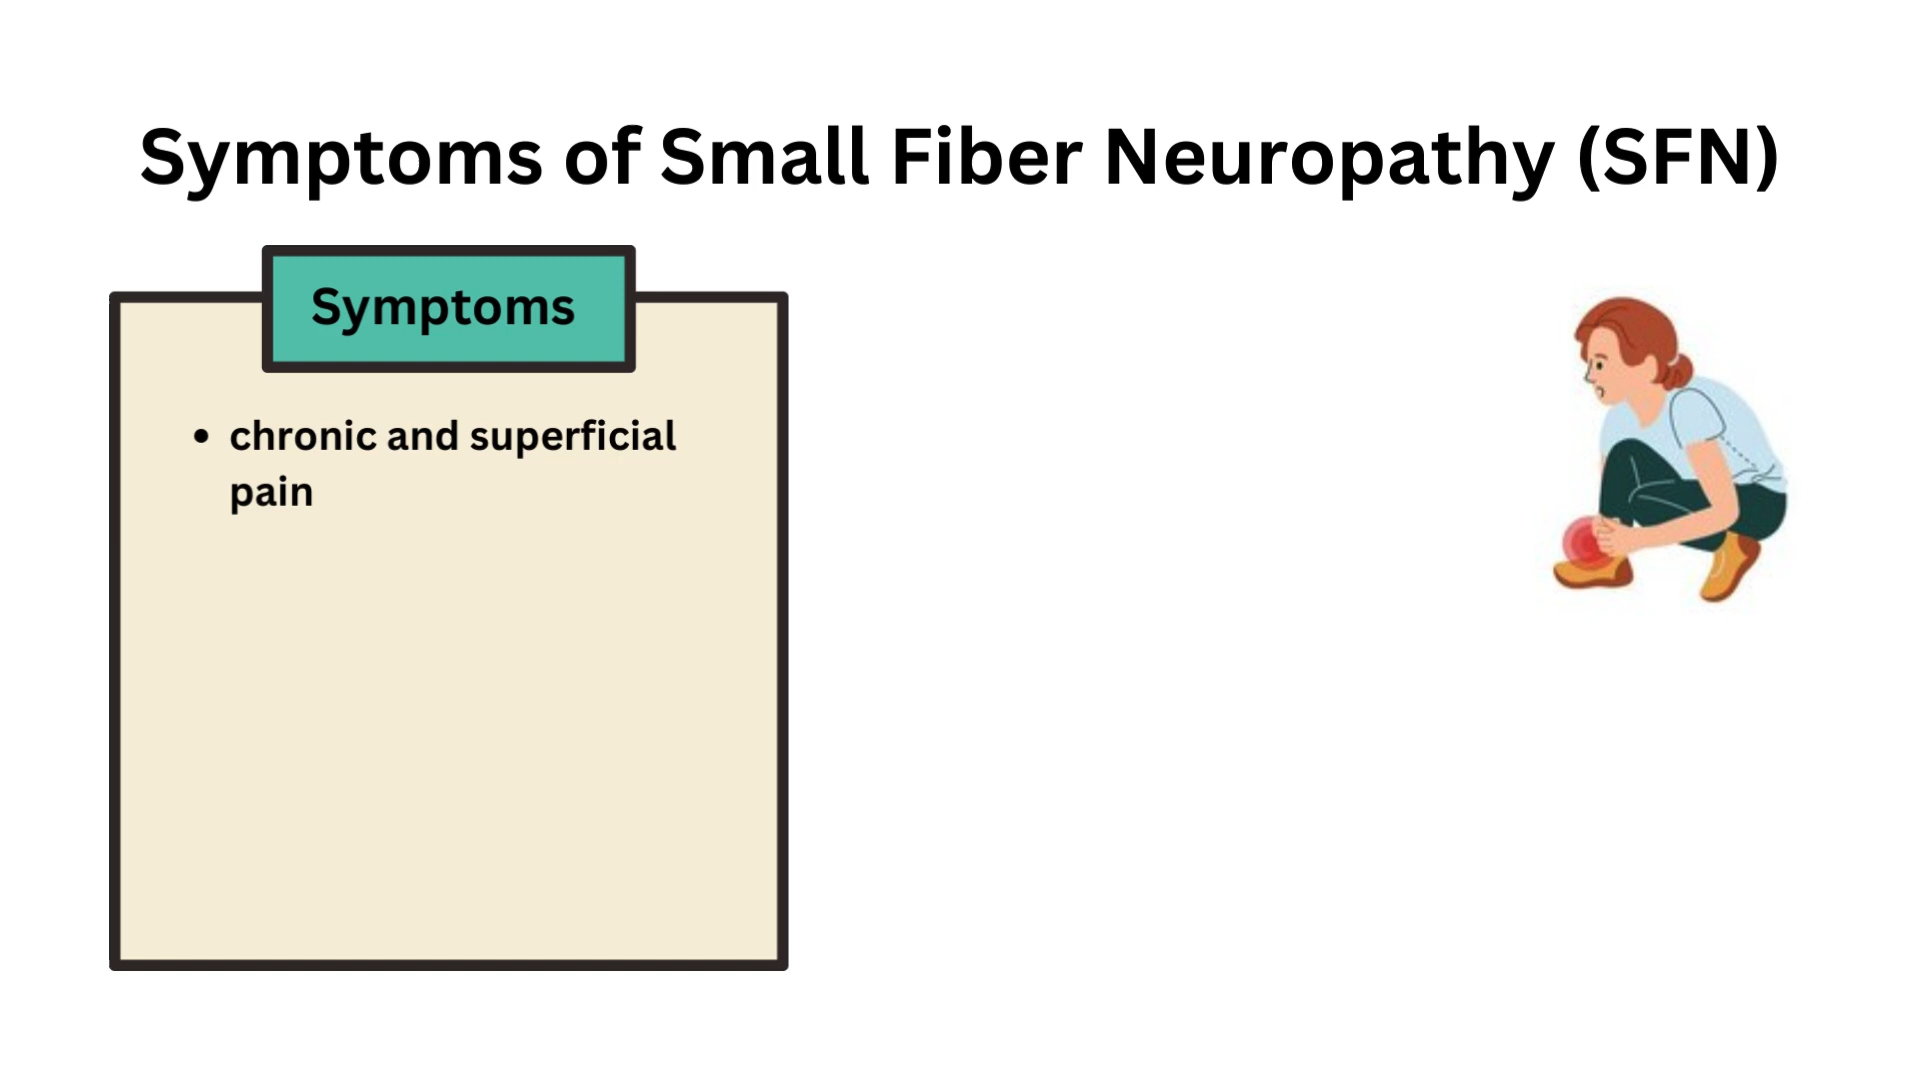 Symptoms of Small Fiber Neuropathy (SFN)
Symptoms
• chronic and superficial
pain